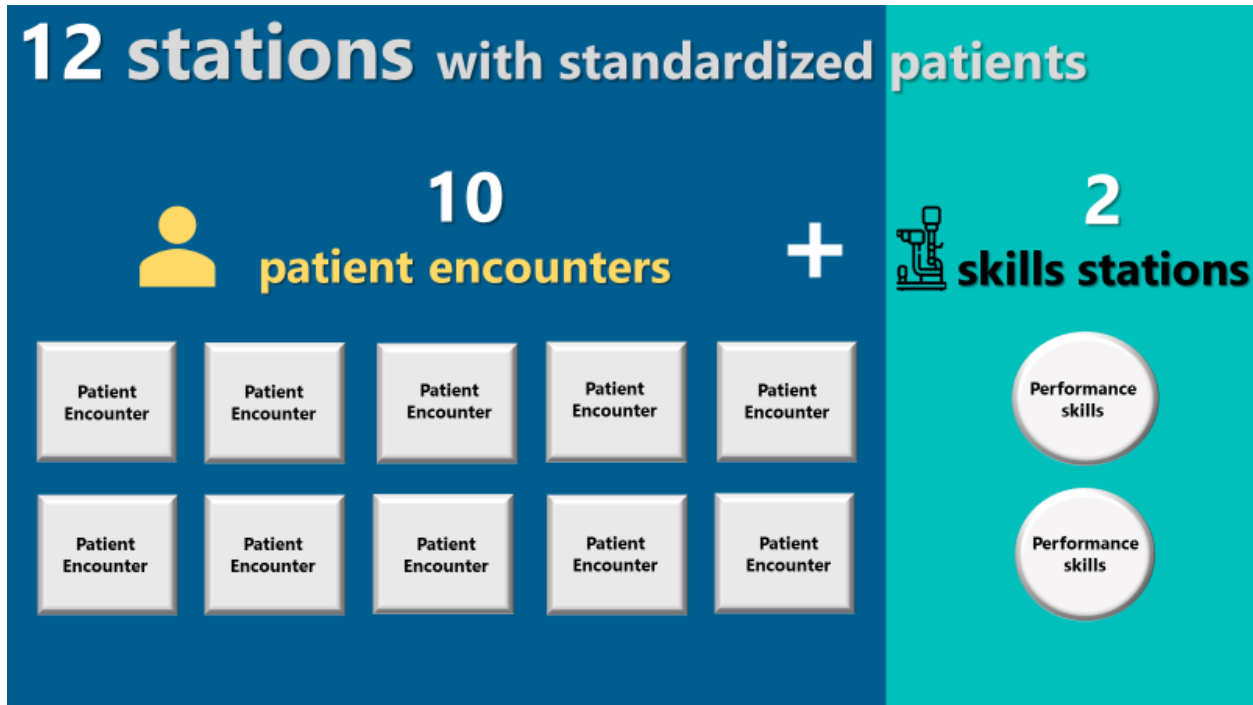 12 stations with standardized patients
10
patient encounters
+
2
skills stations
Patient
Encounter
Patient
Encounter
Patient
Encounter
Patient
Encounter
Patient
Encounter
Performance
skills
Patient
Encounter
Patient
Encounter
Patient
Encounter
Patient
Encounter
Patient
Encounter
Performance
skills